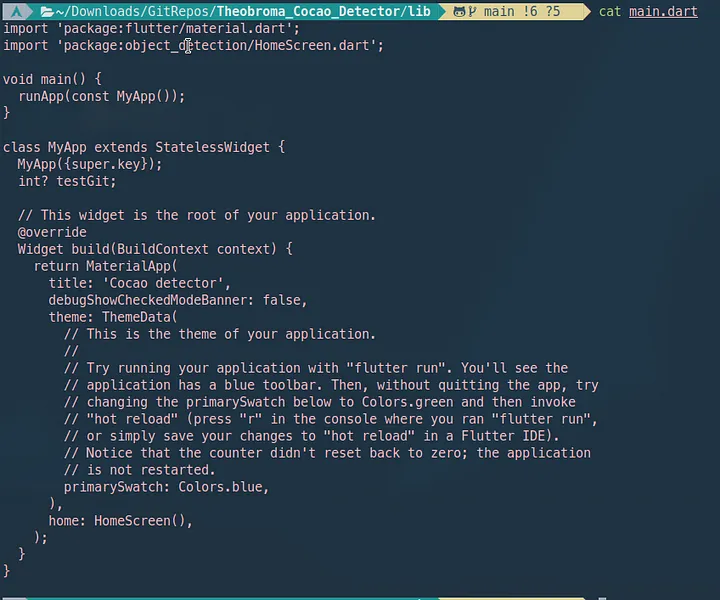 ~/Downloads/GitRepos/Theobroma_Cocao_Detector/lib main !6 ?5 cat main.dart
import 'package:flutter/material.dart';
import 'package:object_detection/HomeScreen.dart';

void main() {
  runApp(const MyApp());
}

class MyApp extends StatelessWidget {
  MyApp({super.key});
  int? testGit;

  // This widget is the root of your application.
  @override
  Widget build(BuildContext context) {
    return MaterialApp(
      title: 'Cocao detector',
      debugShowCheckedModeBanner: false,
      theme: ThemeData(
        // This is the theme of your application.
        //
        // Try running your application with "flutter run". You'll see the
        // application has a blue toolbar. Then, without quitting the app, try
        // changing the primarySwatch below to Colors.green and then invoke
        // "hot reload" (press "r" in the console where you ran "flutter run",
        // or simply save your changes to "hot reload" in a Flutter IDE).
        // Notice that the counter didn't reset back to zero; the application
        // is not restarted.
        primarySwatch: Colors.blue,
      ),
      home: HomeScreen(),
    );
  }
}